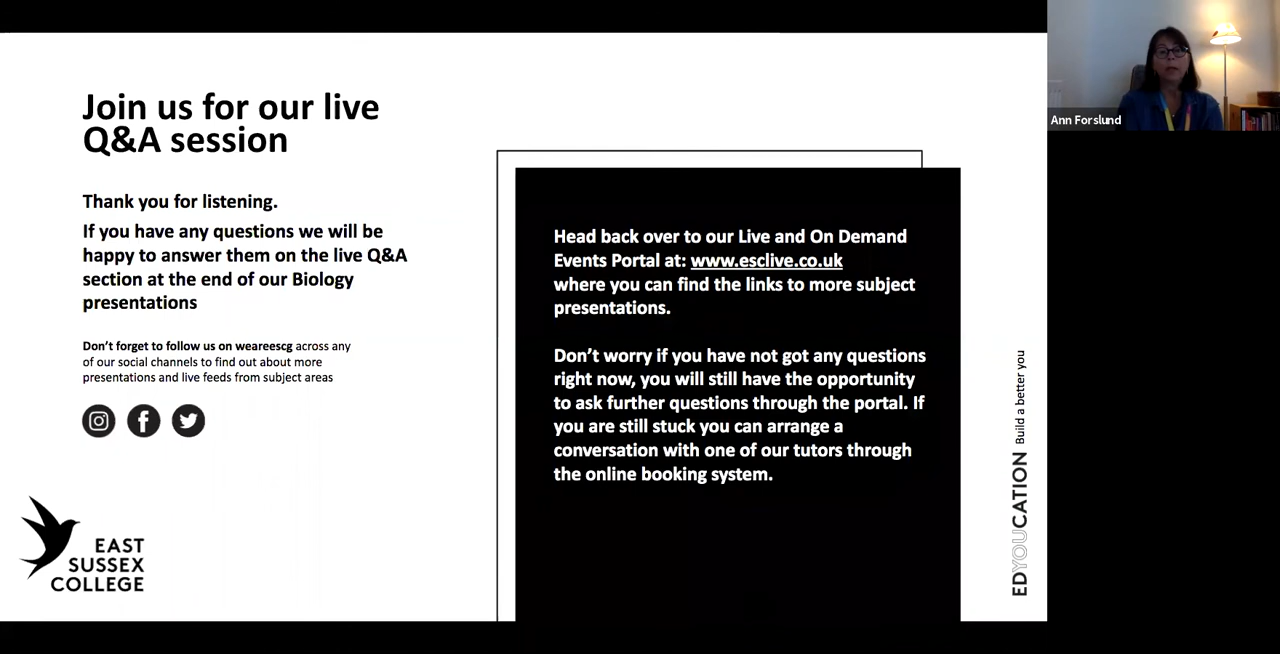 Join us for our live
Q&A session
Thank you for listening.
If you have any questions we will be
happy to answer them on the live Q&A
section at the end of our Biology
presentations
Don't forget to follow us on weareescg across any
of our social channels to find out about more
presentations and live feeds from subject areas
EAST
SUSSEX
COLLEGE
Head back over to our Live and On Demand
Events Portal at: www.esclive.co.uk
where you can find the links to more subject
presentations.
Don't worry if you have not got any questions
right now, you will still have the opportunity
to ask further questions through the portal. If
you are still stuck you can arrange a
conversation with one of our tutors through
the online booking system.
EDYOUCATION Build a better you
Ann Forslund